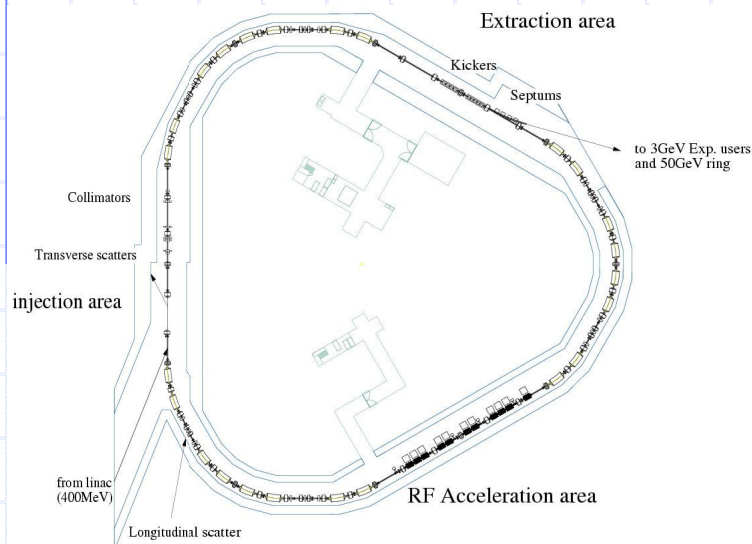 Extraction area
Kickers
Septums
to 3GeV Exp. users
and 50GeV ring
Collimators
Transverse scatters
injection area
from linac
(400MeV)
RF Acceleration area
Longitudinal scatter